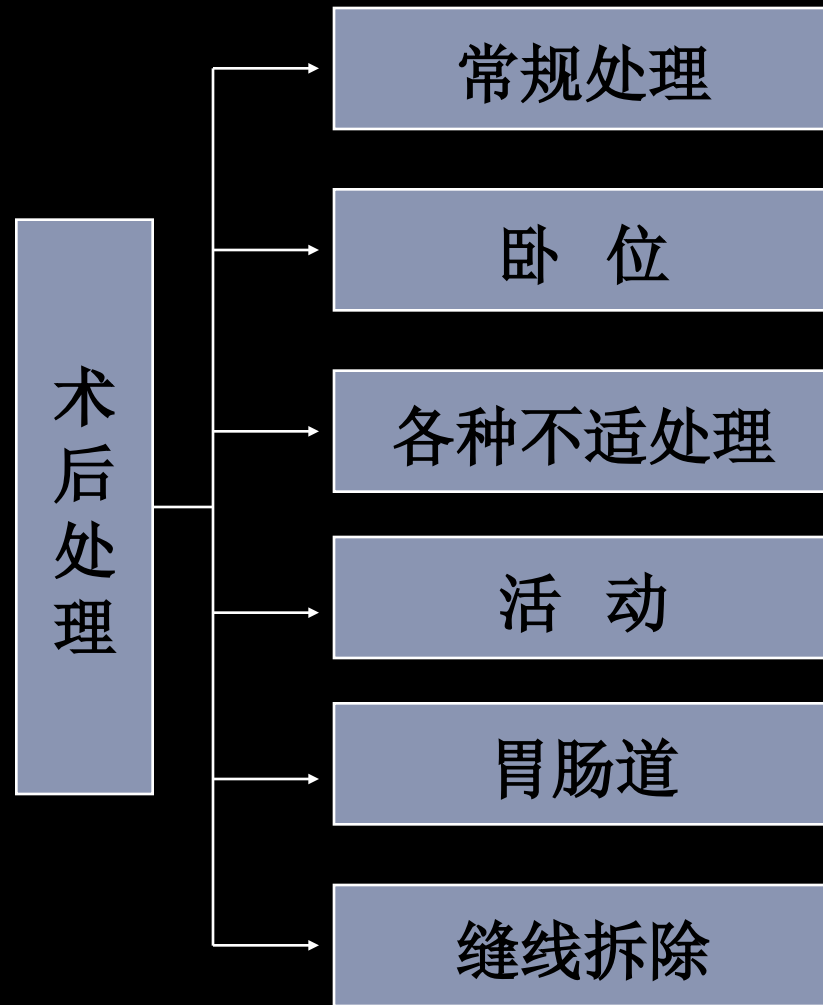 术后处理
常规处理
卧 位
各种不适处理
活 动
胃肠道
缝线拆除